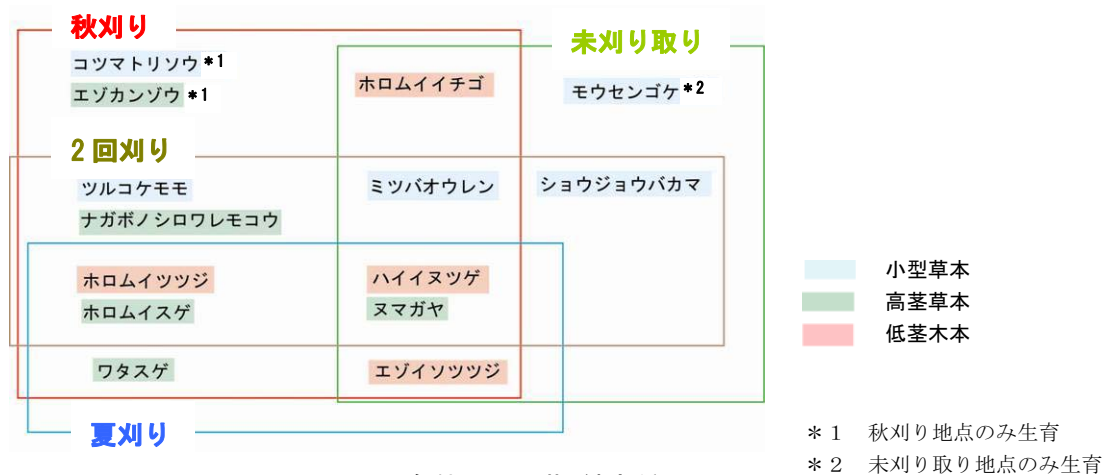 秋刈り
未刈り取り
コツマトリソウ*1
エゾカンゾウ*1
ホロムイイチゴ
モウセンゴケ*2
2回刈り
ツルコケモモ
ミツバオウレン
ショウジョウバカマ
ナガボノシロワレモコウ
ホロムイツツジ
ハイイヌツゲ
ホロムイスゲ
ヌマガヤ
ワタスゲ
エゾイソツツジ
夏刈り
小型草本
高茎草本
低茎木本
*1 秋刈り地点のみ生育
*2 未刈り取り地点のみ生育